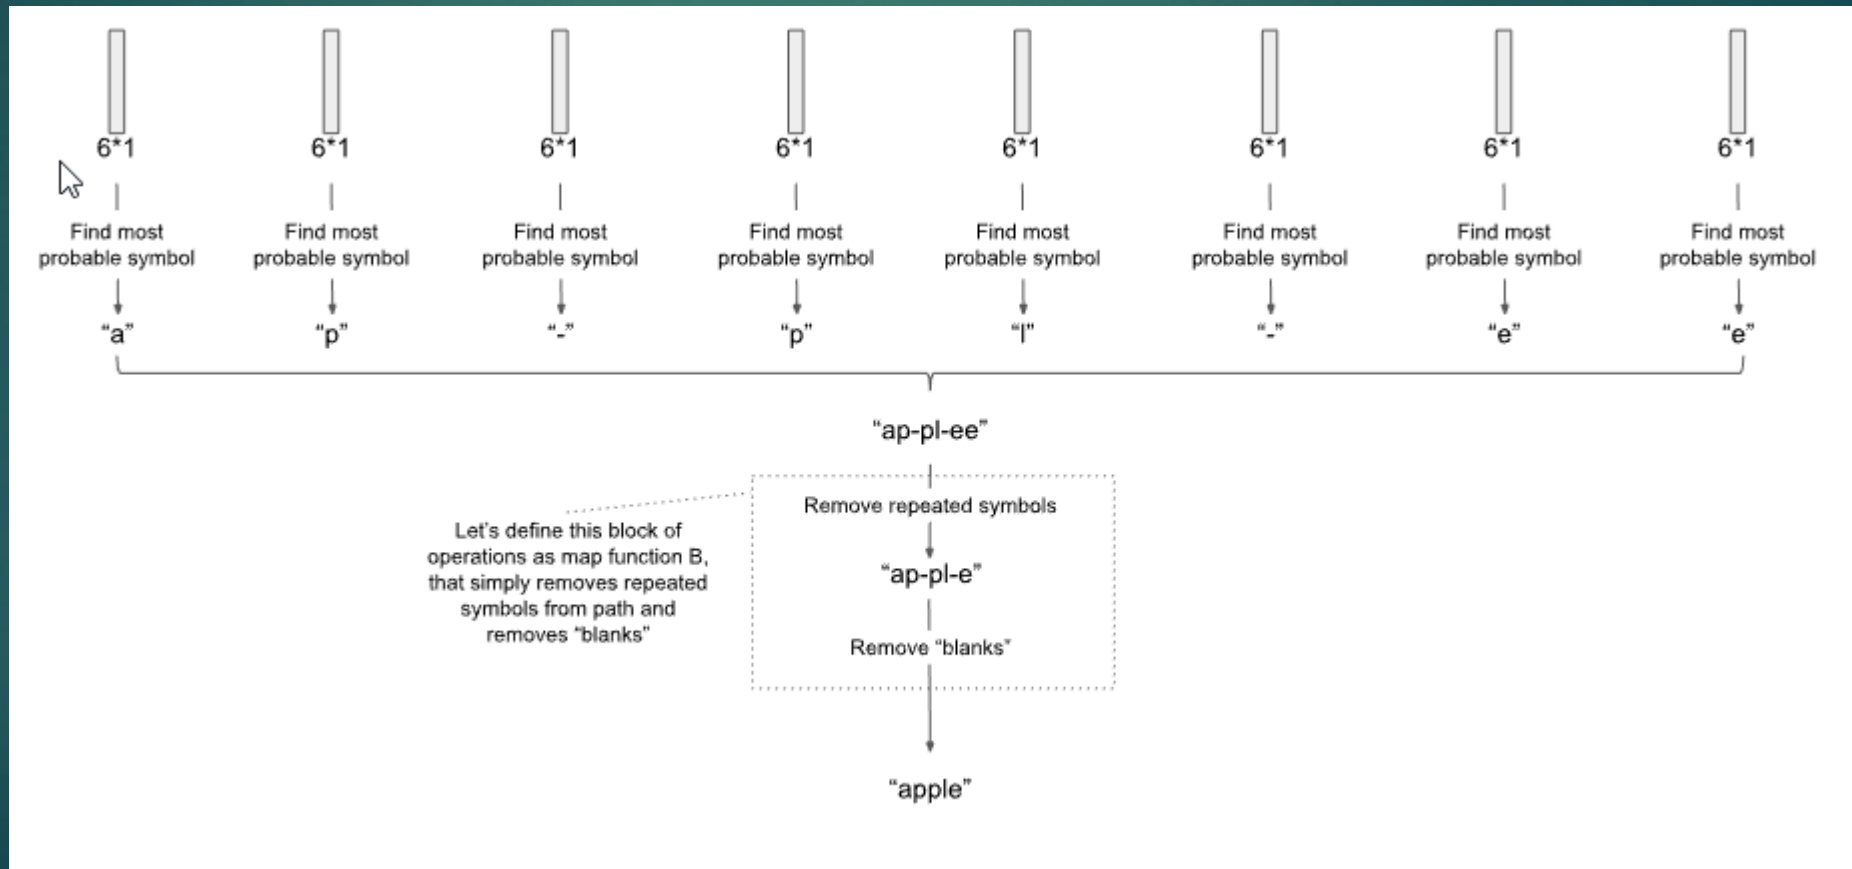 6*1 6*1 6*1 6*1 6*1 6*1 6*1 6*1
Find most Find most Find most Find most Find most Find most Find most Find most
probable symbol probable symbol probable symbol probable symbol probable symbol probable symbol probable symbol probable symbol
“a” “p” “-” “p” “l” “-” “e” “e”
“ap-pl-ee”
Remove repeated symbols
Let’s define this block of
operations as map function B,
that simply removes repeated
symbols from path and
removes “blanks”
“ap-pl-e”
Remove “blanks”
“apple”